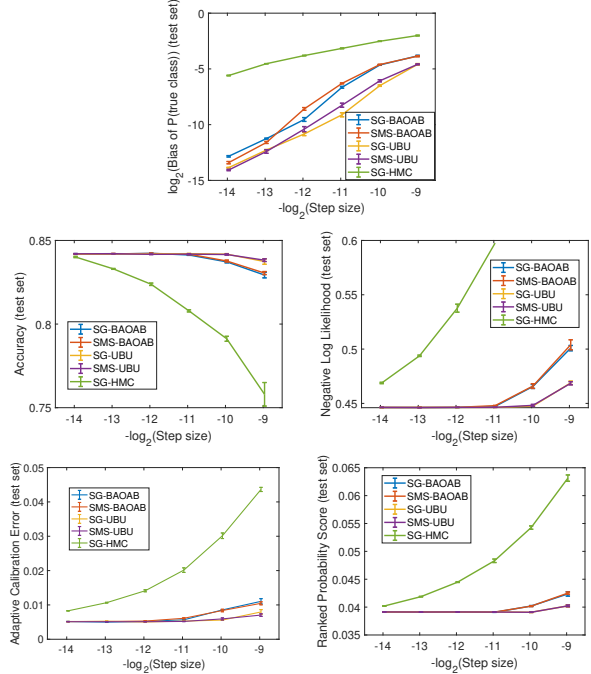 log2(Bias of P(true class)) (test set)
0
-5
-10
-15
-14 -13 -12 -11 -10 -9
-log2(Step size)
SG-BAOAB
SMS-BAOAB
SG-UBU
SMS-UBU
SG-HMC
Accuracy (test set)
0.85
0.8
0.75
-14 -13 -12 -11 -10 -9
-log2(Step size)
SG-BAOAB
SMS-BAOAB
SG-UBU
SMS-UBU
SG-HMC
Negative Log Likelihood (test set)
0.6
0.55
0.5
0.45
-14 -13 -12 -11 -10 -9
-log2(Step size)
SG-BAOAB
SMS-BAOAB
SG-UBU
SMS-UBU
SG-HMC
Adaptive Calibration Error (test set)
0.05
0.04
0.03
0.02
0.01
0
-14 -13 -12 -11 -10 -9
-log2(Step size)
SG-BAOAB
SMS-BAOAB
SG-UBU
SMS-UBU
SG-HMC
Ranked Probability Score (test set)
0.065
0.06
0.055
0.05
0.045
0.04
0.035
-14 -13 -12 -11 -10 -9
-log2(Step size)
SG-BAOAB
SMS-BAOAB
SG-UBU
SMS-UBU
SG-HMC